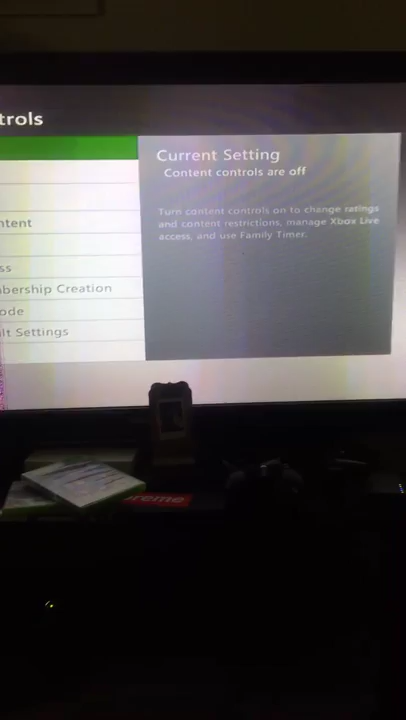 trols
Current Setting
Content controls are off
Turn content controls on to change ratings
and content restrictions, manage Xbox Live
access, and use Family Timer.
ntent
ss
bership Creation
ode
lt Settings
reme